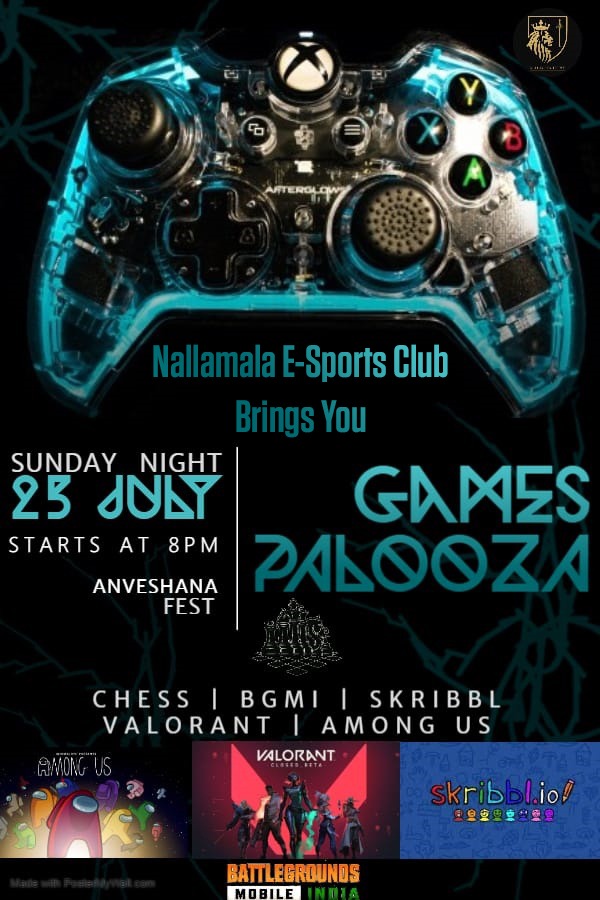 Y
X
B
A
AFTERGLOW
Nallamala E-Sports Club
Brings You
SUNDAY NIGHT
JULY
STARTS AT 8PM
ANVESHANA
FEST
GAMES
PALOOZA
CHESS | BGMI | SKRIBBL
VALORANT | AMONG US
AMONG US
VALORANT
CLOSED BETA
skribbl.io!
BATTLEGROUNDS
MOBILE INDIA
Made with PosterMyWall.com